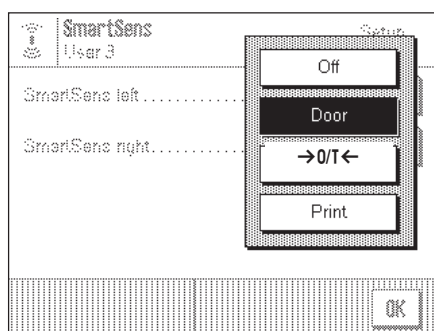 SmartSens
Setup
User 3
SmartSens left..........
SmartSens right..........
Off
Door
→0/T←
Print
OK